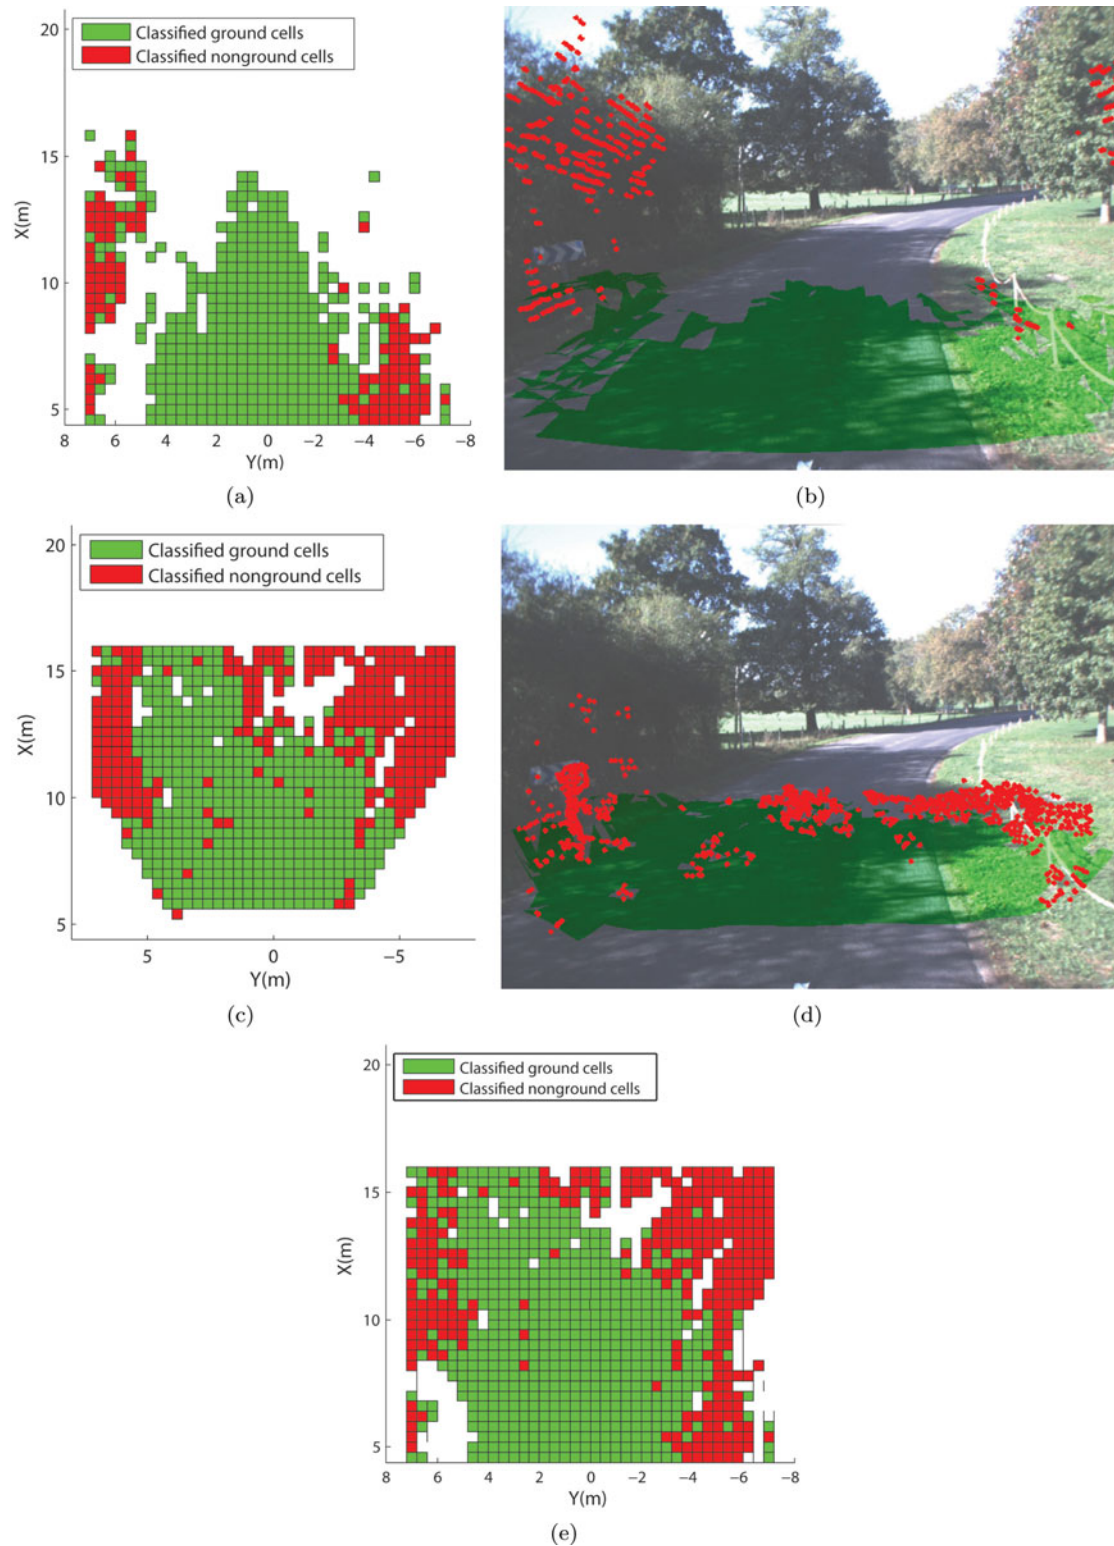 20
Classified ground cells
Classified nonground cells
15
X(m)
10
5
8 6 4 2 0 −2 −4 −6 −8
Y(m)
(a)
(b)
20
Classified ground cells
Classified nonground cells
15
X(m)
10
5
5 0 −5
Y(m)
(c)
(d)
20
Classified ground cells
Classified nonground cells
15
X(m)
10
5
8 6 4 2 0 −2 −4 −6 −8
Y(m)
(e)